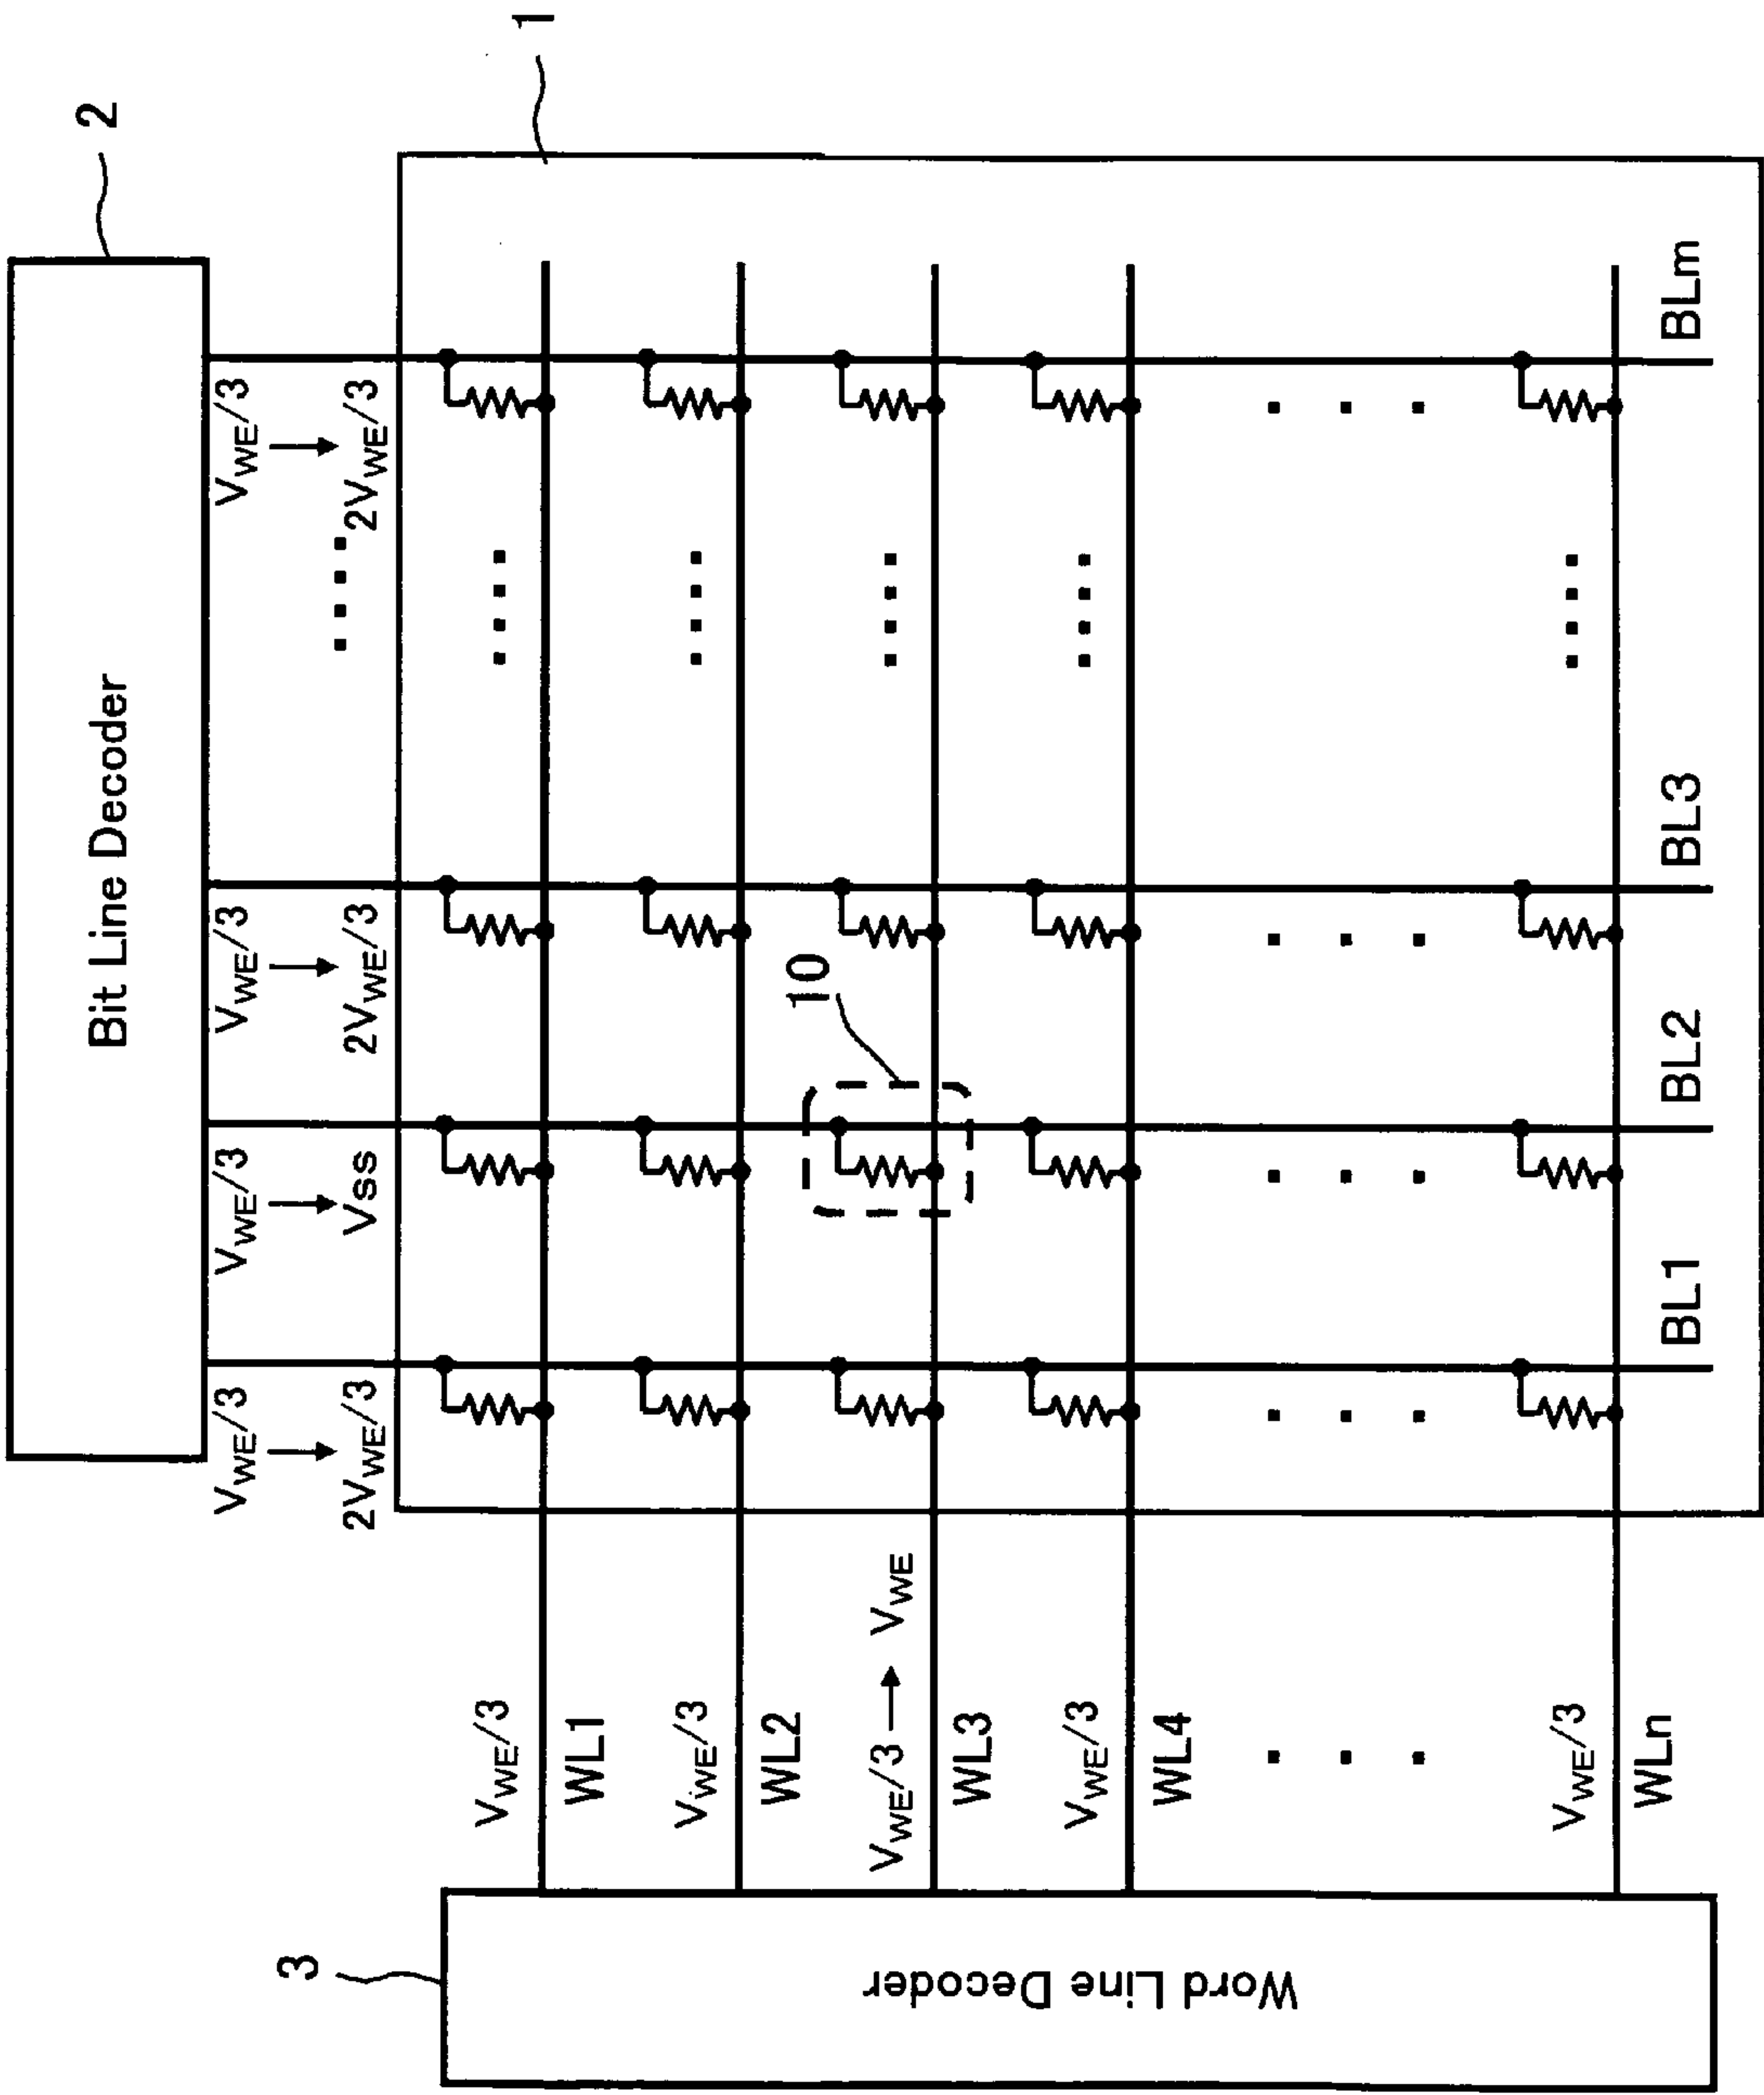 2
Bit Line Decoder
1
V_WE/3 → 2V_WE/3
V_WE/3 → Vss
V_WE/3 → 2V_WE/3
. . . .
V_WE/3 → 2V_WE/3
3
Word Line Decoder
V_WE/3
WL1
V_WE/3
WL2
V_WE/3 → V_WE
WL3
V_WE/3
WL4
. . .
V_WE/3
WLn
10
BL1
BL2
BL3
BLm